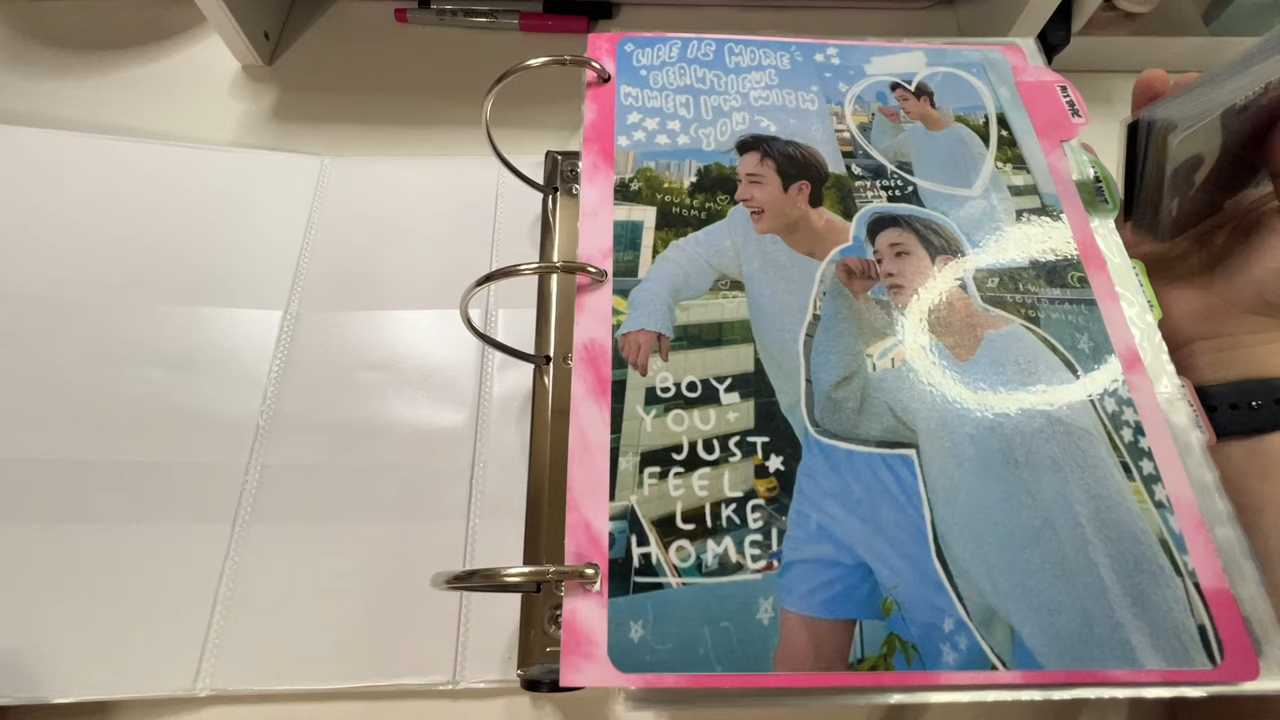 LIFE IS MORE
BEAUTIFUL
WHEN I'M WITH
YOU
my safe
place
YOU'RE MY
HOME
I WISH I
COULD CALL
YOU MINE
BOY
YOU
JUST
FEEL
LIKE
HOME!